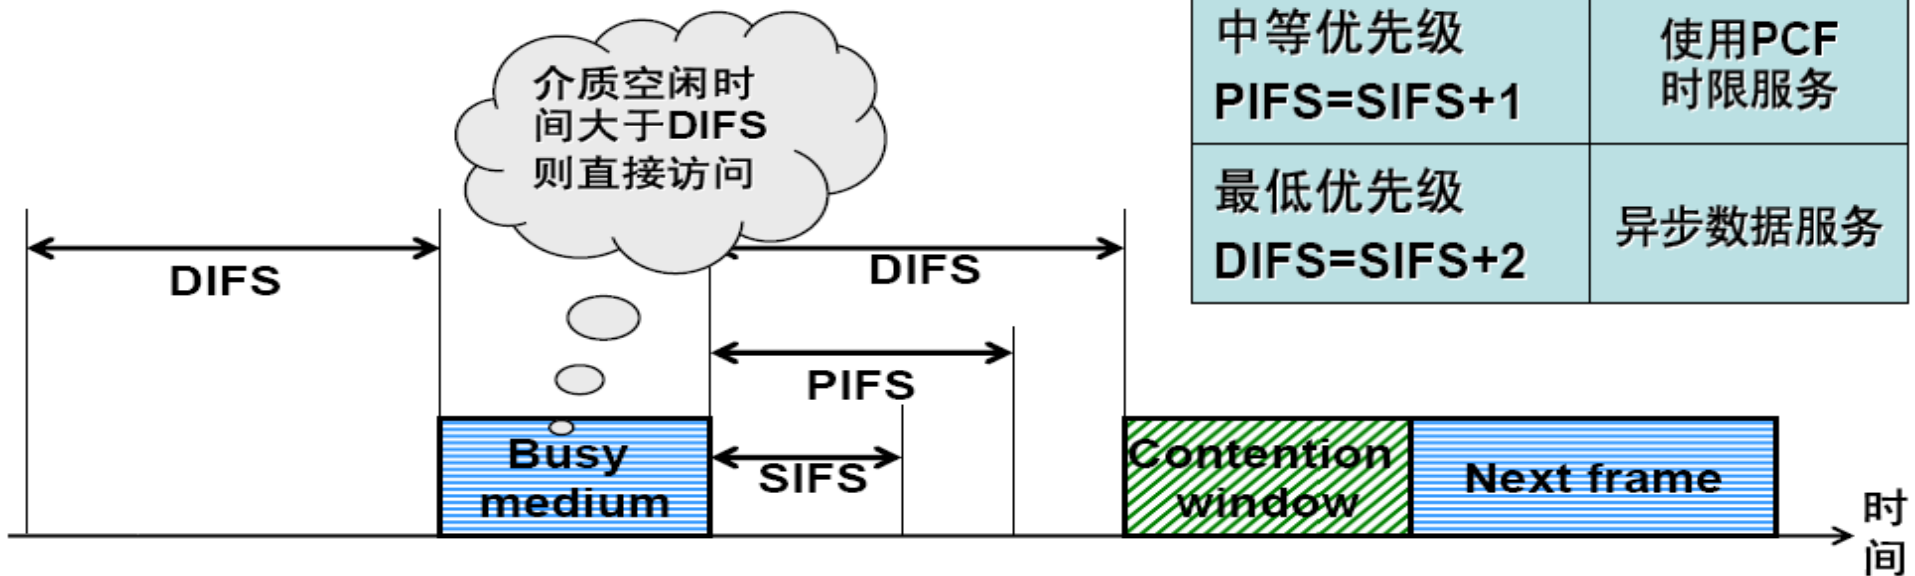 介质空闲时
间大于DIFS
则直接访问
中等优先级
PIFS=SIFS+1
使用PCF
时限服务
最低优先级
DIFS=SIFS+2
异步数据服务
DIFS
DIFS
PIFS
SIFS
Busy
medium
Contention
window
Next frame
时
间